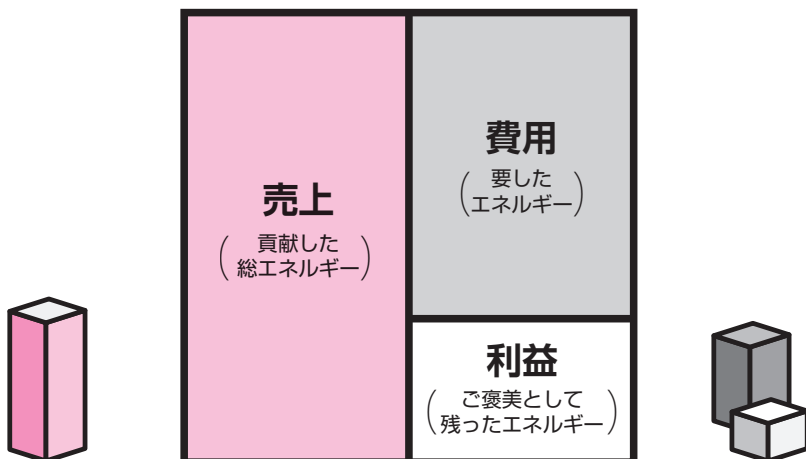 売上
(貢献した
総エネルギー)
費用
(要した
エネルギー)
利益
(ご褒美として
残ったエネルギー)